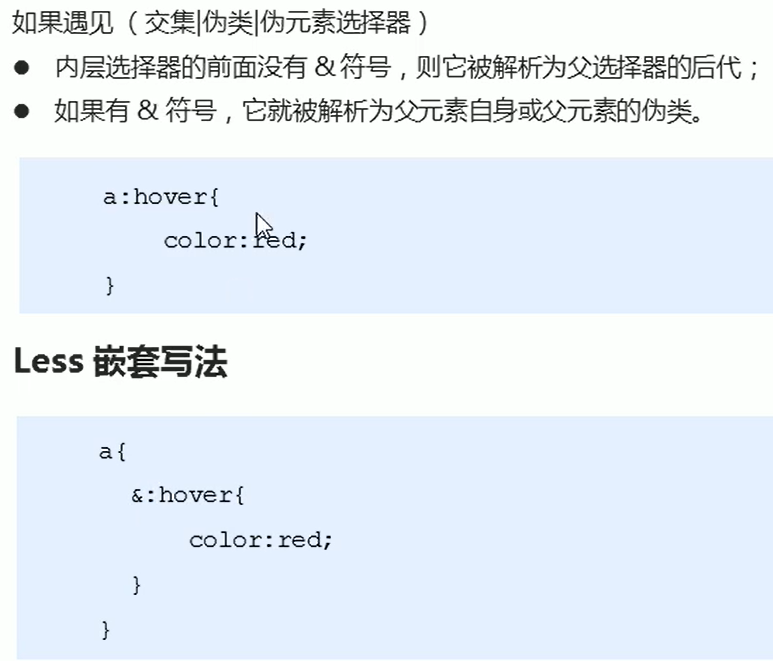 如果遇见（交集|伪类|伪元素选择器）
● 内层选择器的前面没有 & 符号，则它被解析为父选择器的后代；
● 如果有 & 符号，它就被解析为父元素自身或父元素的伪类。
a:hover{
color:red;
}
Less 嵌套写法
a{
&:hover{
color:red;
}
}